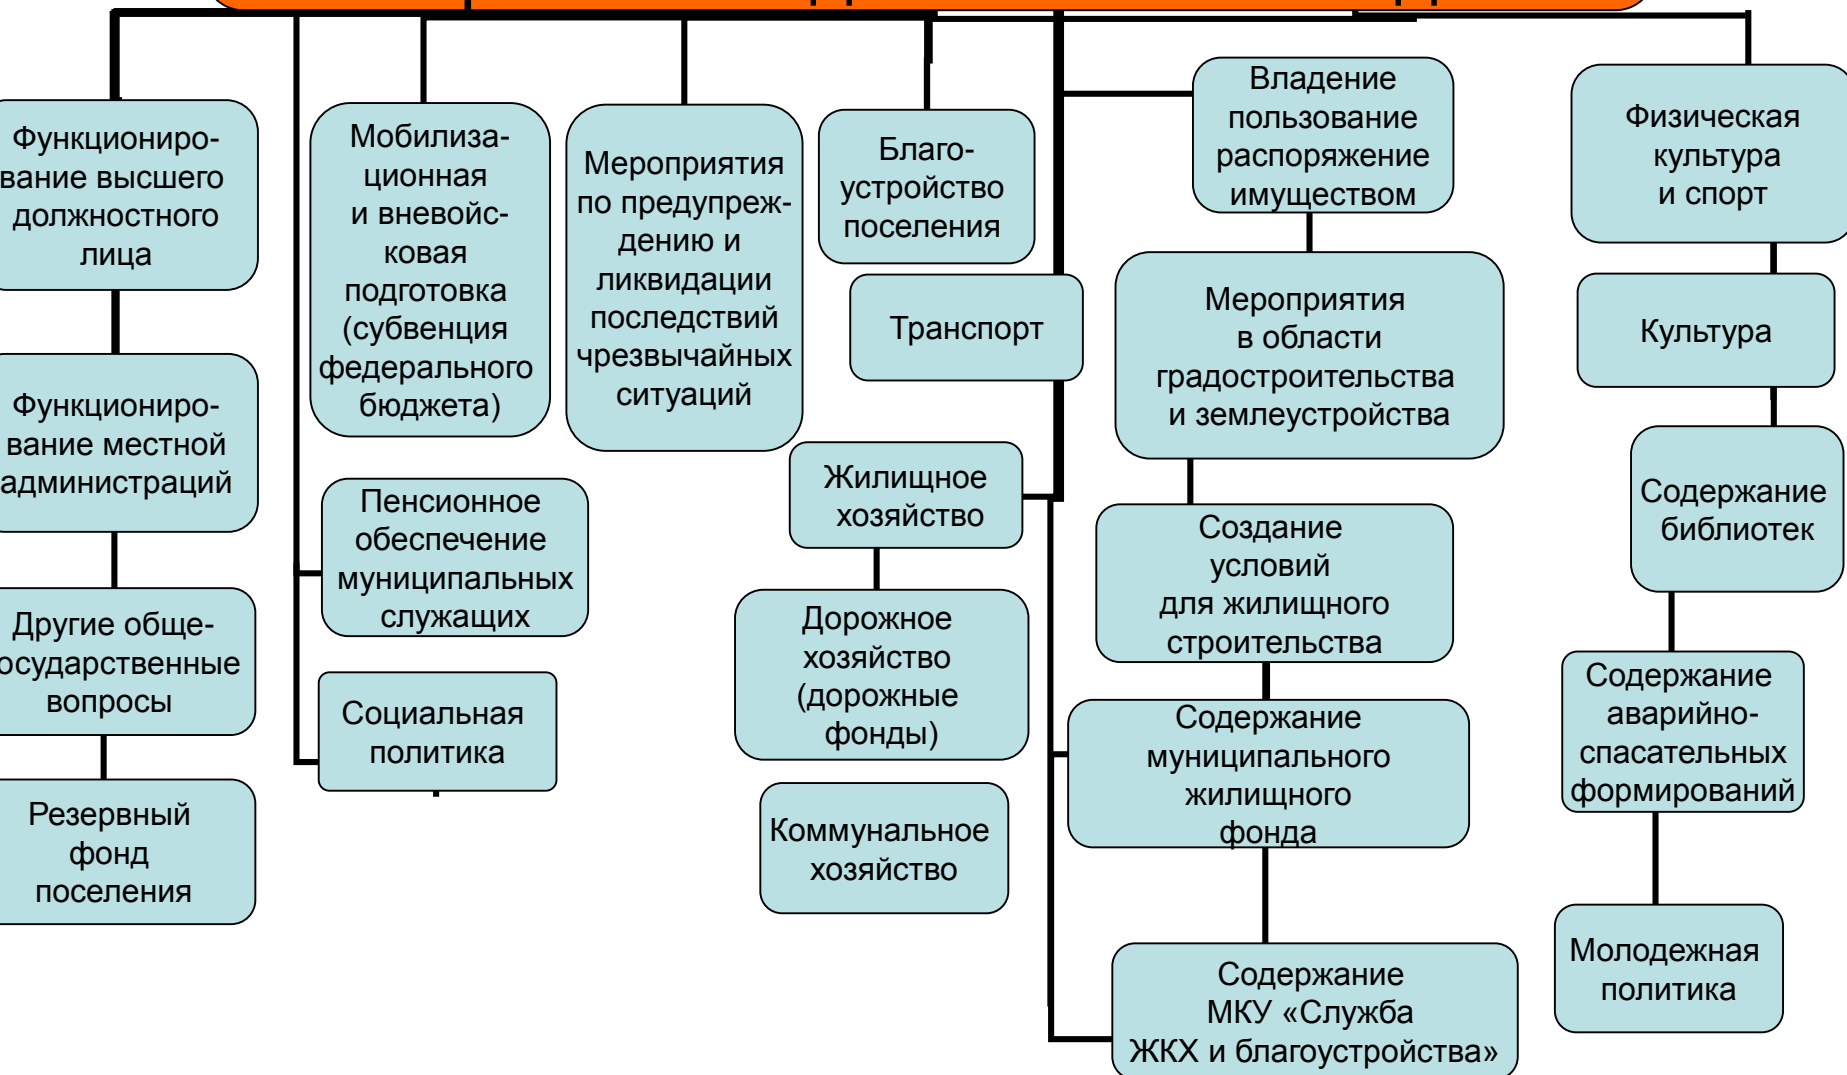 Функциониро-
вание высшего
должностного
лица
Функциониро-
вание местной
администраций
Другие обще-
осударственные
вопросы
Резервный
фонд
поселения
Мобилиза-
ционная
и вневойс-
ковая
подготовка
(субвенция
федерального
бюджета)
Пенсионное
обеспечение
муниципальных
служащих
Социальная
политика
Мероприятия
по предупреж-
дению и
ликвидации
последствий
чрезвычайных
ситуаций
Благо-
устройство
поселения
Транспорт
Жилищное
хозяйство
Дорожное
хозяйство
(дорожные
фонды)
Коммунальное
хозяйство
Владение
пользование
распоряжение
имуществом
Мероприятия
в области
градостроительства
и землеустройства
Создание
условий
для жилищного
строительства
Содержание
муниципального
жилищного
фонда
Содержание
МКУ «Служба
ЖКХ и благоустройства»
Физическая
культура
и спорт
Культура
Содержание
библиотек
Содержание
аварийно-
спасательных
формирований
Молодежная
политика